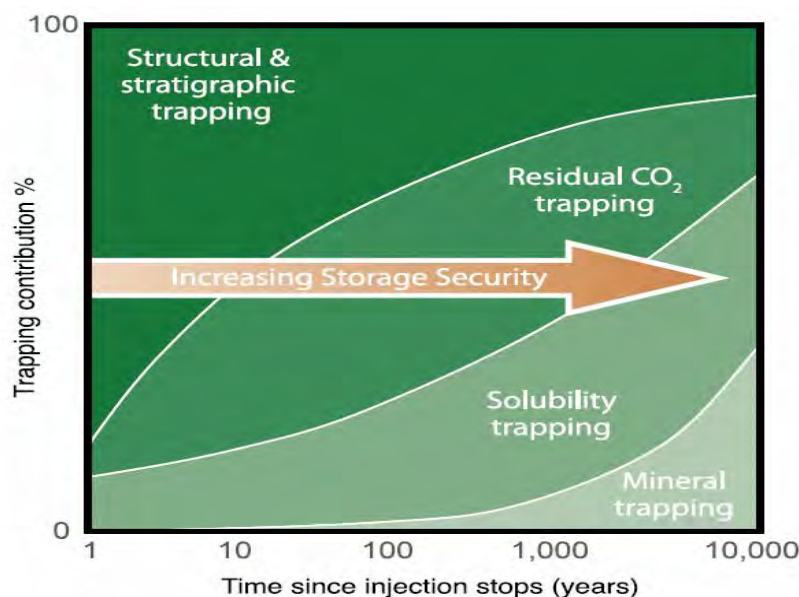 100
Structural &
stratigraphic
trapping
Residual CO₂
trapping
Increasing Storage Security
Solubility
trapping
Mineral
trapping
0
Trapping contribution %
1 10 100 1,000 10,000
Time since injection stops (years)